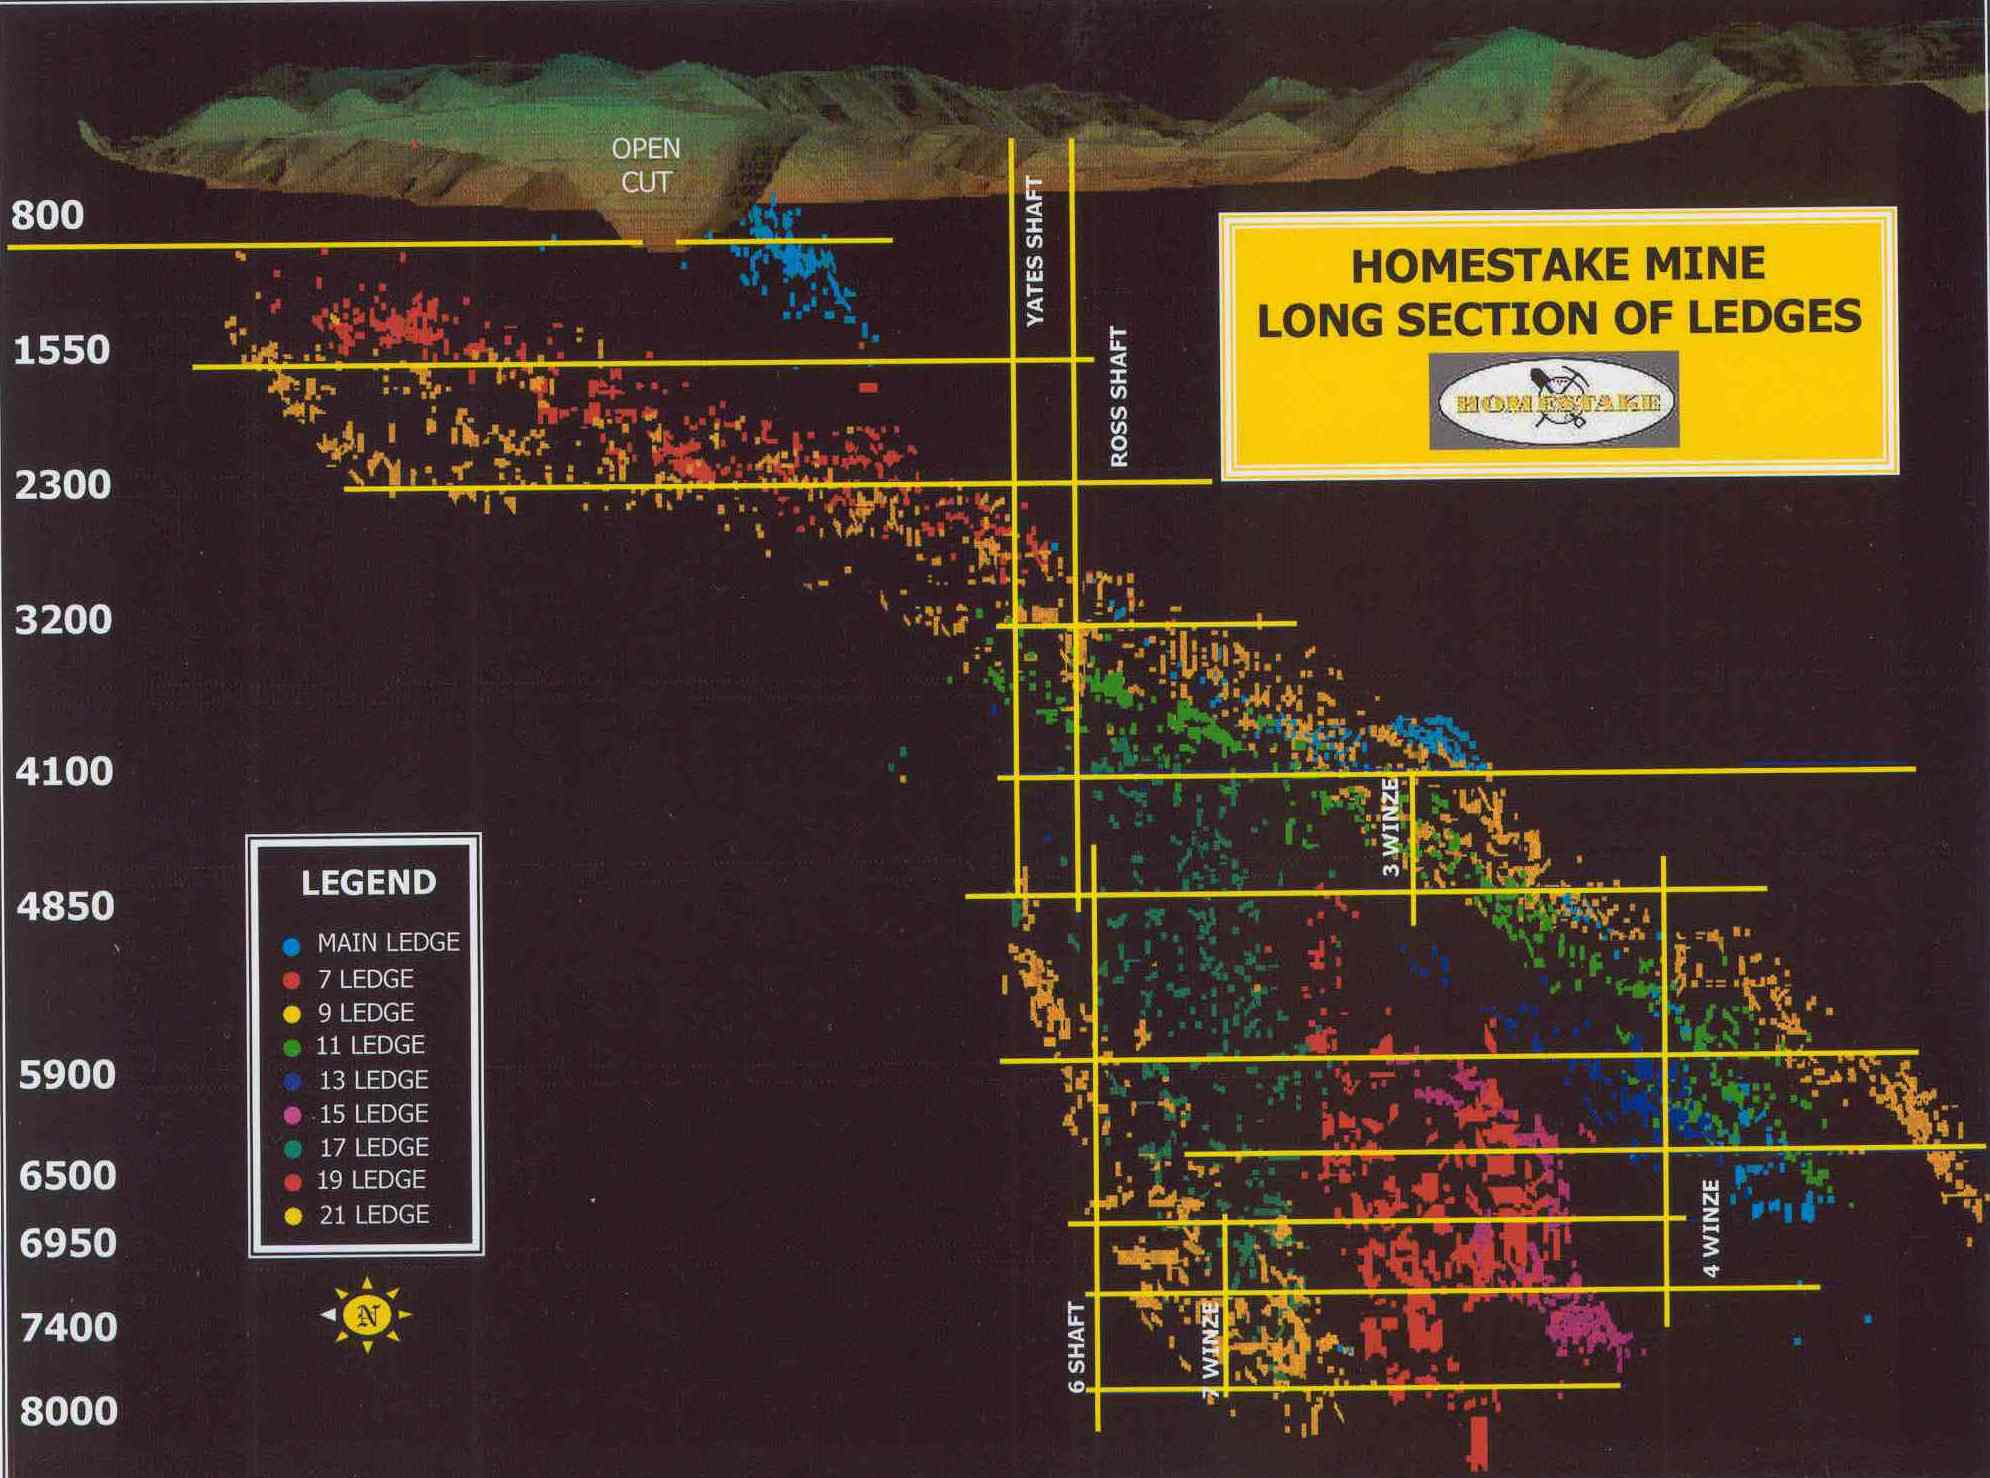 OPEN
CUT
800
1550
2300
3200
4100
4850
5900
6500
6950
7400
8000
YATES SHAFT
ROSS SHAFT
HOMESTAKE MINE
LONG SECTION OF LEDGES
HOMESTAKE
3 WINZE
4 WINZE
6 SHAFT
7 WINZE
LEGEND
MAIN LEDGE
7 LEDGE
9 LEDGE
11 LEDGE
13 LEDGE
15 LEDGE
17 LEDGE
19 LEDGE
21 LEDGE
N